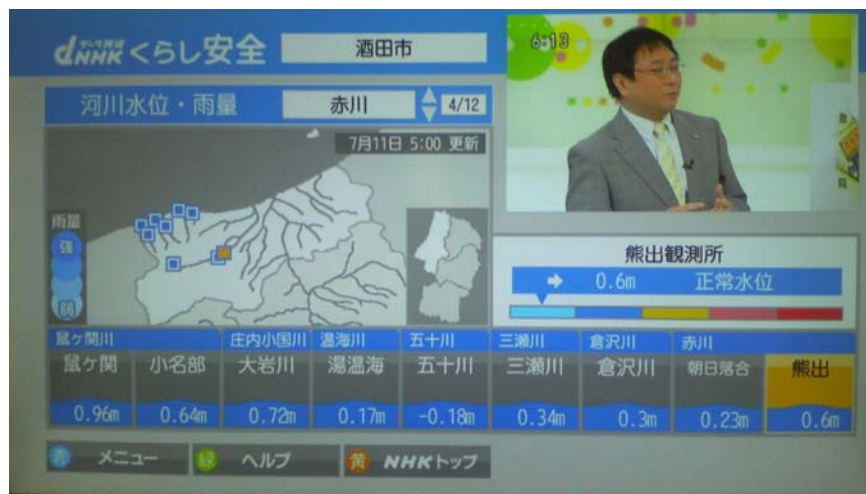 dNHK データ放送 くらし安全 酒田市
6:13
河川水位・雨量 赤川 4/12
7月11日 5:00 更新
雨量
強
弱
熊出観測所
0.6m 正常水位
鼠ヶ関川 庄内小国川 温海川 五十川 三瀬川 倉沢川 赤川
鼠ヶ関 小名部 大岩川 湯温海 五十川 三瀬川 倉沢川 朝日落合 熊出
0.96m 0.64m 0.72m 0.17m -0.18m 0.34m 0.3m 0.23m 0.6m
青 メニュー 緑 ヘルプ 黄 NHKトップ